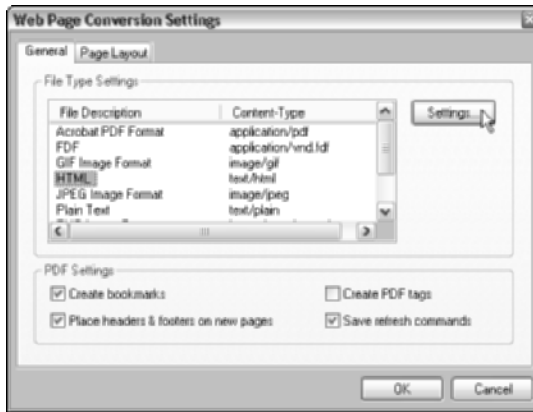 Web Page Conversion Settings
General Page Layout
File Type Settings
File Description Content-Type
Settings...
Acrobat PDF Format application/pdf
FDF application/vnd.fdf
GIF Image Format image/gif
HTML text/html
JPEG Image Format image/jpeg
Plain Text text/plain
PDF Settings
Create bookmarks Create PDF tags
Place headers & footers on new pages Save refresh commands
OK Cancel